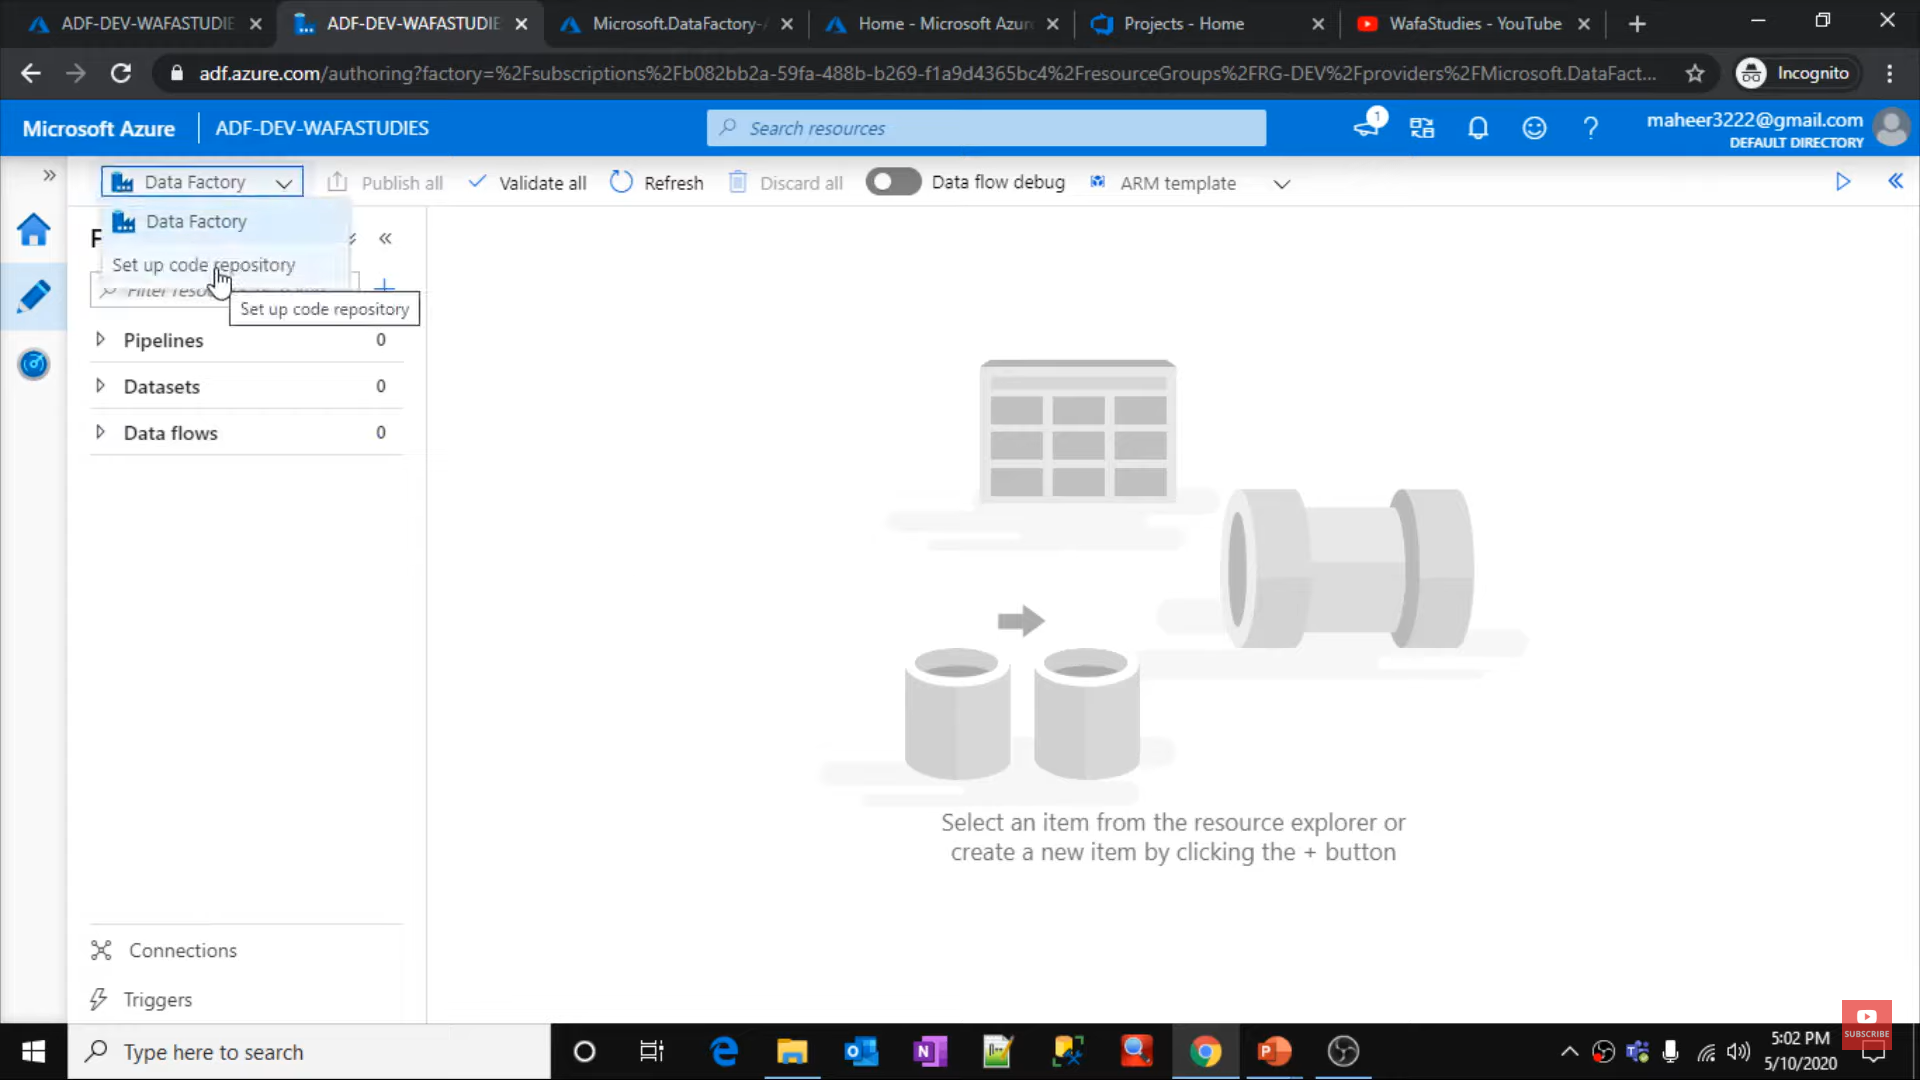 ADF-DEV-WAFASTUDIE
ADF-DEV-WAFASTUDIE
Microsoft.DataFactory-
Home - Microsoft Azur
Projects - Home
WafaStudies - YouTube
adf.azure.com/authoring?factory=%2Fsubscriptions%2Fb082bb2a-59fa-488b-b269-f1a9d4365bc4%2FresourceGroups%2FRG-DEV%2Fproviders%2FMicrosoft.DataFact...
Incognito
Microsoft Azure
ADF-DEV-WAFASTUDIES
Search resources
1
maheer3222@gmail.com
DEFAULT DIRECTORY
Data Factory
Publish all
Validate all
Refresh
Discard all
Data flow debug
ARM template
Data Factory
F
Set up code repository
Set up code repository
Pipelines 0
Datasets 0
Data flows 0
Select an item from the resource explorer or
create a new item by clicking the + button
Connections
Triggers
SUBSCRIBE
Type here to search
5:02 PM
5/10/2020